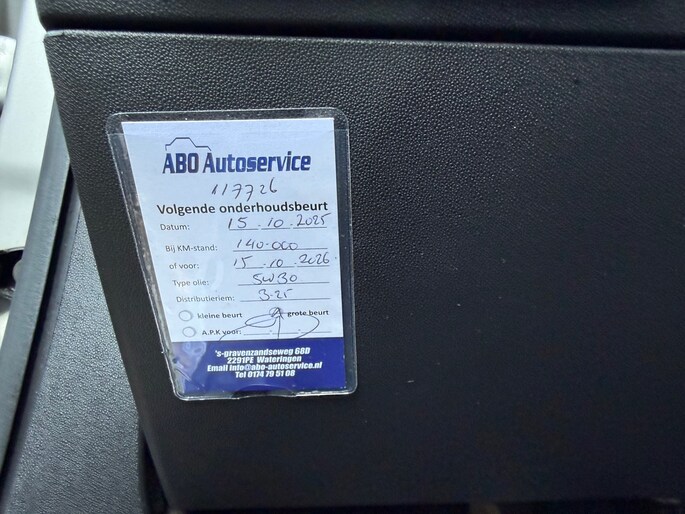 ABO Autoservice
117726
Volgende onderhoudsbeurt
Datum: 15.10.2025
Bij KM-stand: 140.000
of voor: 15.10.2026.
Type olie: 5W30
Distributieriem: 3.25
kleine beurt grote beurt
A.P.K voor: - -
's-gravenzandseweg 68D
2291PE Wateringen
Email info@abo-autoservice.nl
Tel 0174 79 51 08